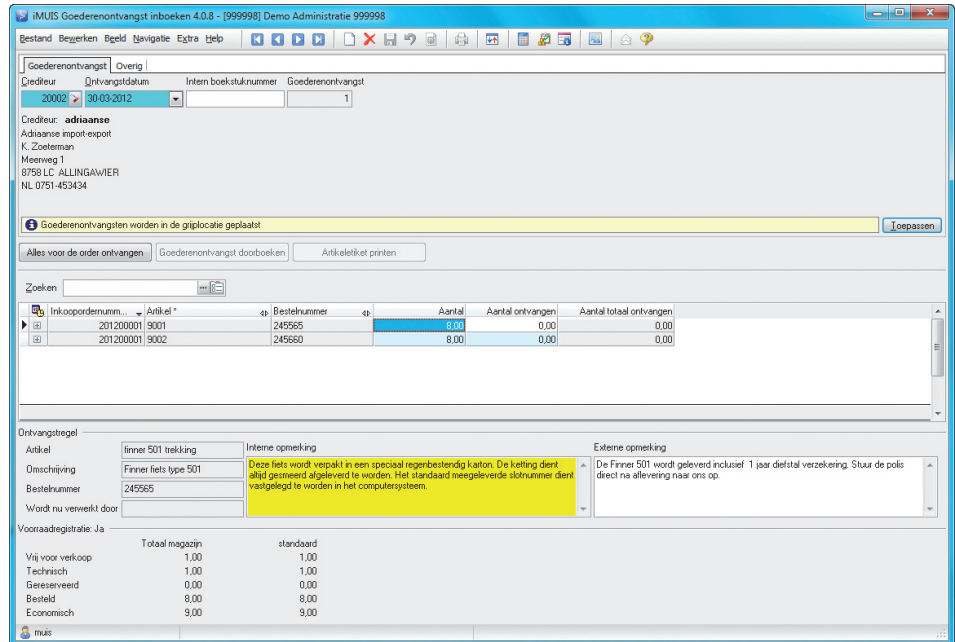 iMUIS Goederenontvangst inboeken 4.0.8 - [999998] Demo Administratie 999998
Bestand Bewerken Beeld Navigatie Extra Help
Goederenontvangst Overig
Crediteur Ontvangstdatum Intern boekstuknummer Goederenontvangst
20002 30-03-2012 1
Crediteur: adriaanse
Adriaanse import-export
K. Zoeterman
Meerweg 1
8758 LC ALLINGAWIER
NL 0751-453434
Goederenontvangsten worden in de grijplocatie geplaatst Toepassen
Alles voor de order ontvangen Goederenontvangst doorboeken Artikeletiket printen
Zoeken
Inkoopordernumm... Artikel * Bestelnummer Aantal Aantal ontvangen Aantal totaal ontvangen
201200001 9001 245565 8,00 0,00 0,00
201200001 9002 245660 8,00 0,00 0,00
Ontvangstregel
Artikel finner 501 trekking
Omschrijving Finner fiets type 501
Bestelnummer 245565
Wordt nu verwerkt door
Interne opmerking
Deze fiets wordt verpakt in een speciaal regenbestendig karton. De ketting dient
altijd gesmeerd afgeleverd te worden. Het standaard meegeleverde slotnummer dient
vastgelegd te worden in het computersysteem.
Externe opmerking
De Finner 501 wordt geleverd inclusief 1 jaar diefstal verzekering. Stuur de polis
direct na aflevering naar ons op.
Voorraadregistratie: Ja
Totaal magazijn standaard
Vrij voor verkoop 1,00 1,00
Technisch 1,00 1,00
Gereserveerd 0,00 0,00
Besteld 8,00 8,00
Economisch 9,00 9,00
muis